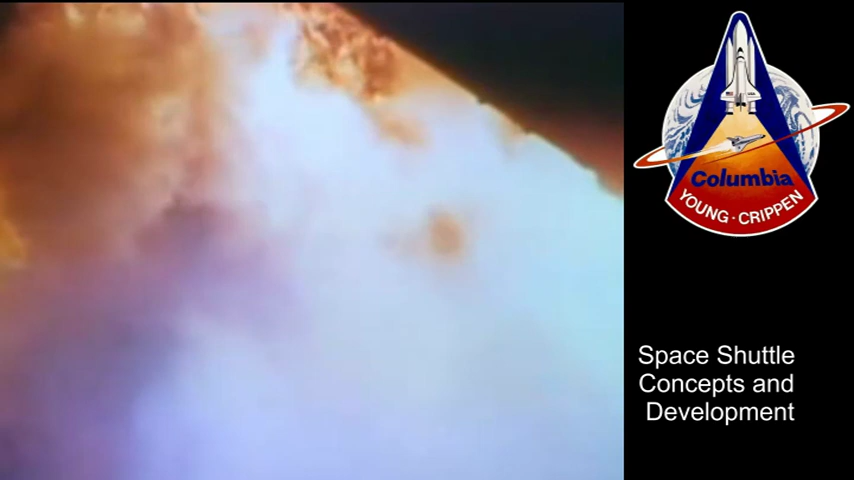 Columbia
YOUNG · CRIPPEN
Space Shuttle
Concepts and
Development